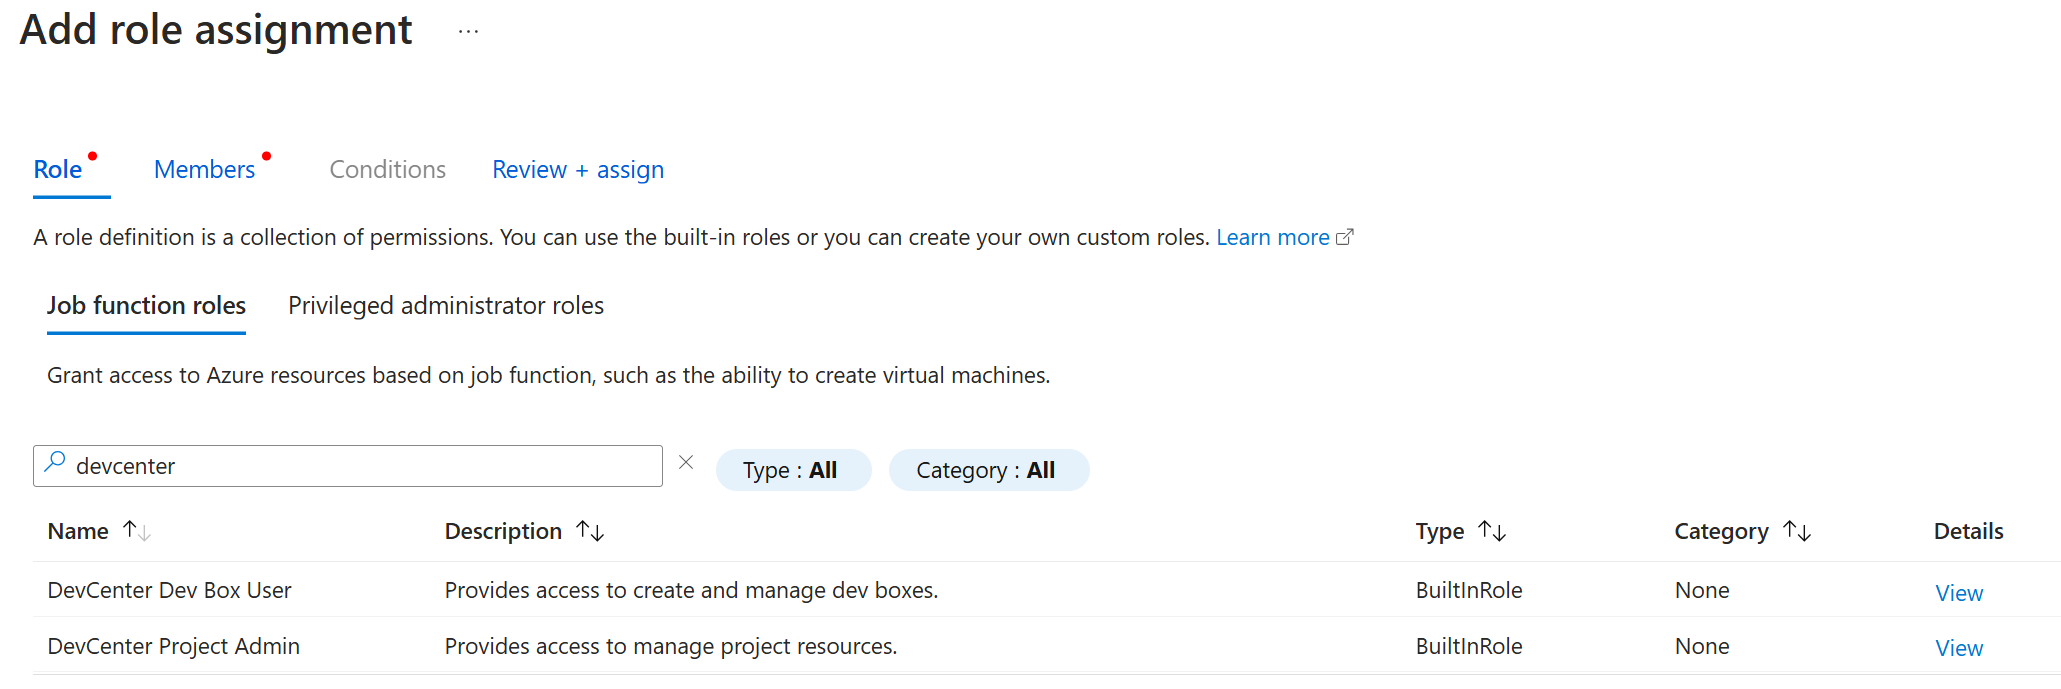 Add role assignment ...
Role Members Conditions Review + assign
A role definition is a collection of permissions. You can use the built-in roles or you can create your own custom roles. Learn more
Job function roles Privileged administrator roles
Grant access to Azure resources based on job function, such as the ability to create virtual machines.
devcenter Type : All Category : All
Name Description Type Category Details
DevCenter Dev Box User Provides access to create and manage dev boxes. BuiltInRole None View
DevCenter Project Admin Provides access to manage project resources. BuiltInRole None View